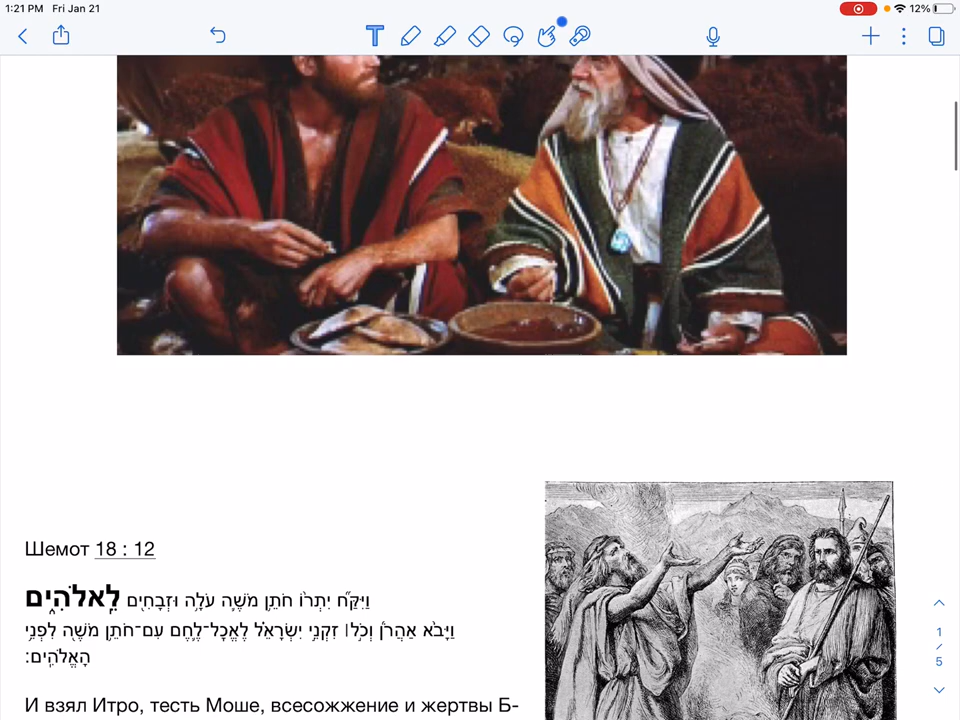 1:21 PM Fri Jan 21
12%
Шемот 18 : 12
וַיִּקַּ֞ח יִתְר֨וֹ חֹתֵ֥ן מֹשֶׁ֛ה עֹלָ֥ה וּזְבָחִ֖ים לֵֽאלֹהִ֑ים
וַיָּבֹ֨א אַהֲרֹ֜ן וְכֹ֣ל׀ זִקְנֵ֣י יִשְׂרָאֵ֗ל לֶאֱכָל־לֶ֛חֶם עִם־חֹתֵ֥ן מֹשֶׁ֖ה לִפְנֵ֥י
הָאֱלֹהִֽים׃
И взял Итро, тесть Моше, всесожжение и жертвы Б-
1
/
5